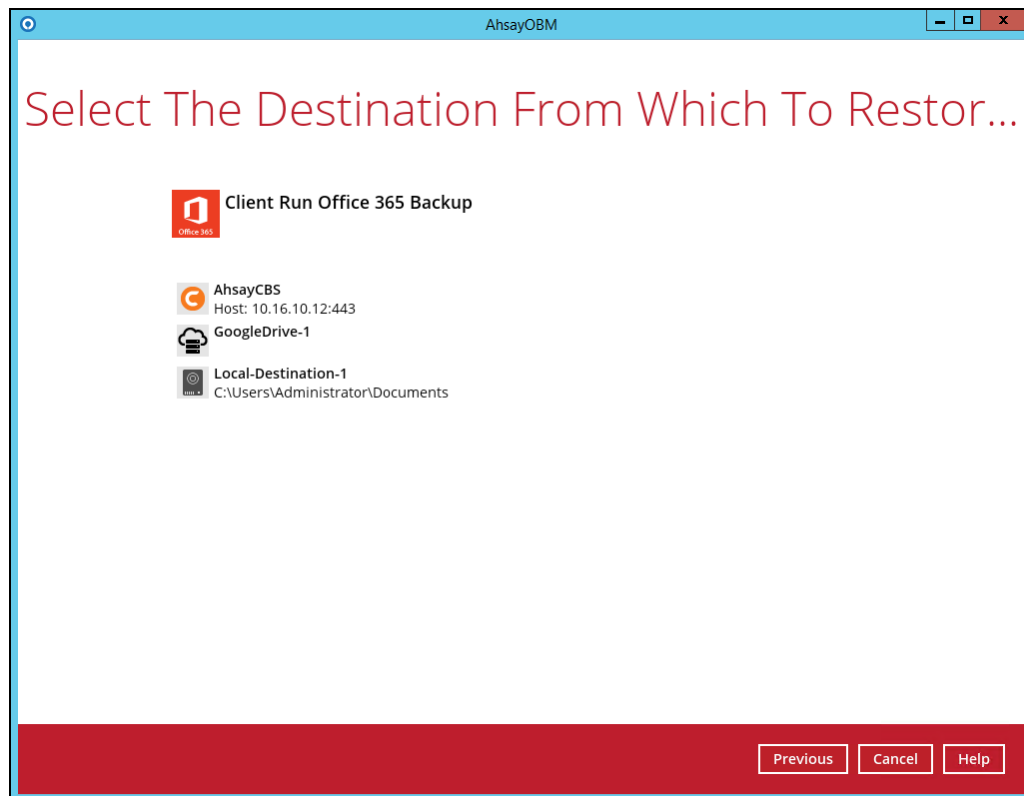 AhsayOBM
Select The Destination From Which To Restor...
Client Run Office 365 Backup
Office 365
AhsayCBS
Host: 10.16.10.12:443
GoogleDrive-1
Local-Destination-1
C:\Users\Administrator\Documents
Previous
Cancel
Help